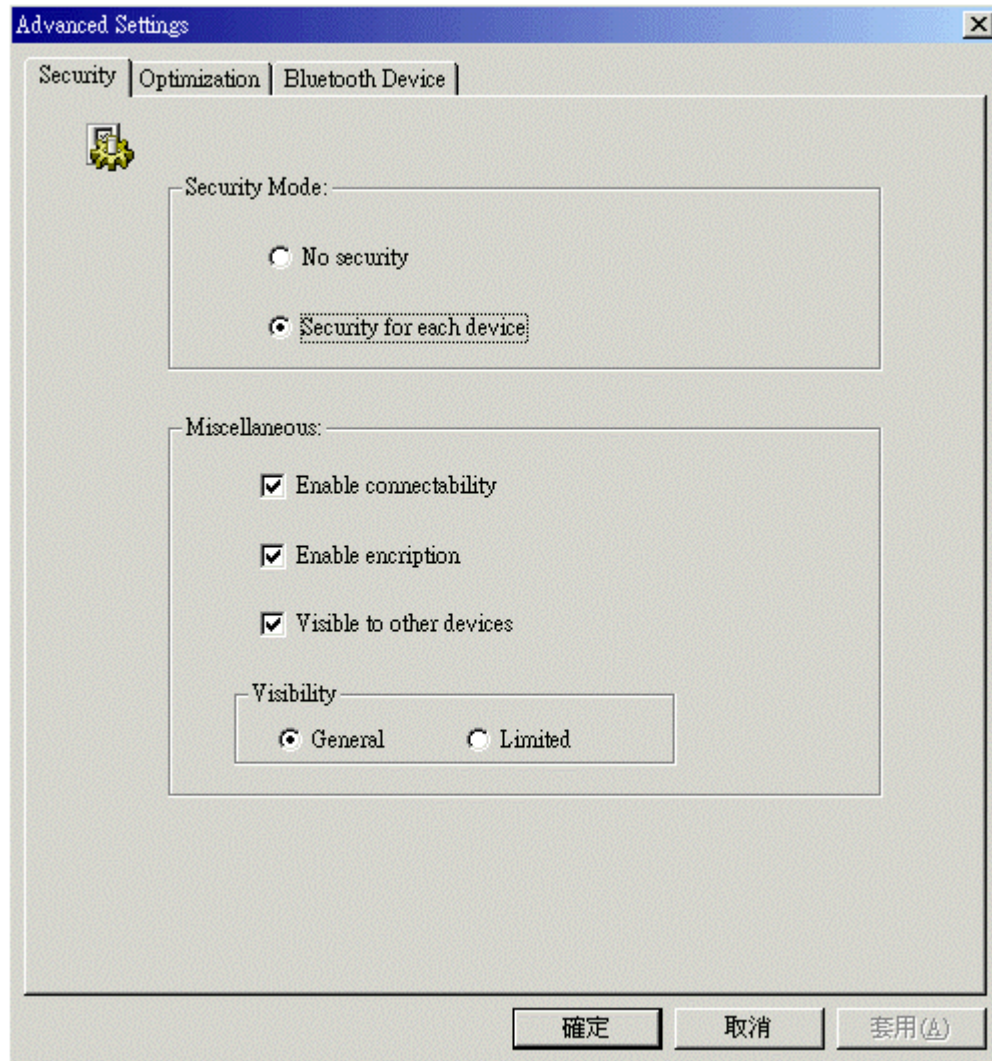 Advanced Settings
Security Optimization Bluetooth Device
Security Mode:
No security
Security for each device
Miscellaneous:
Enable connectability
Enable encription
Visible to other devices
Visibility
General Limited
確定 取消 套用(A)